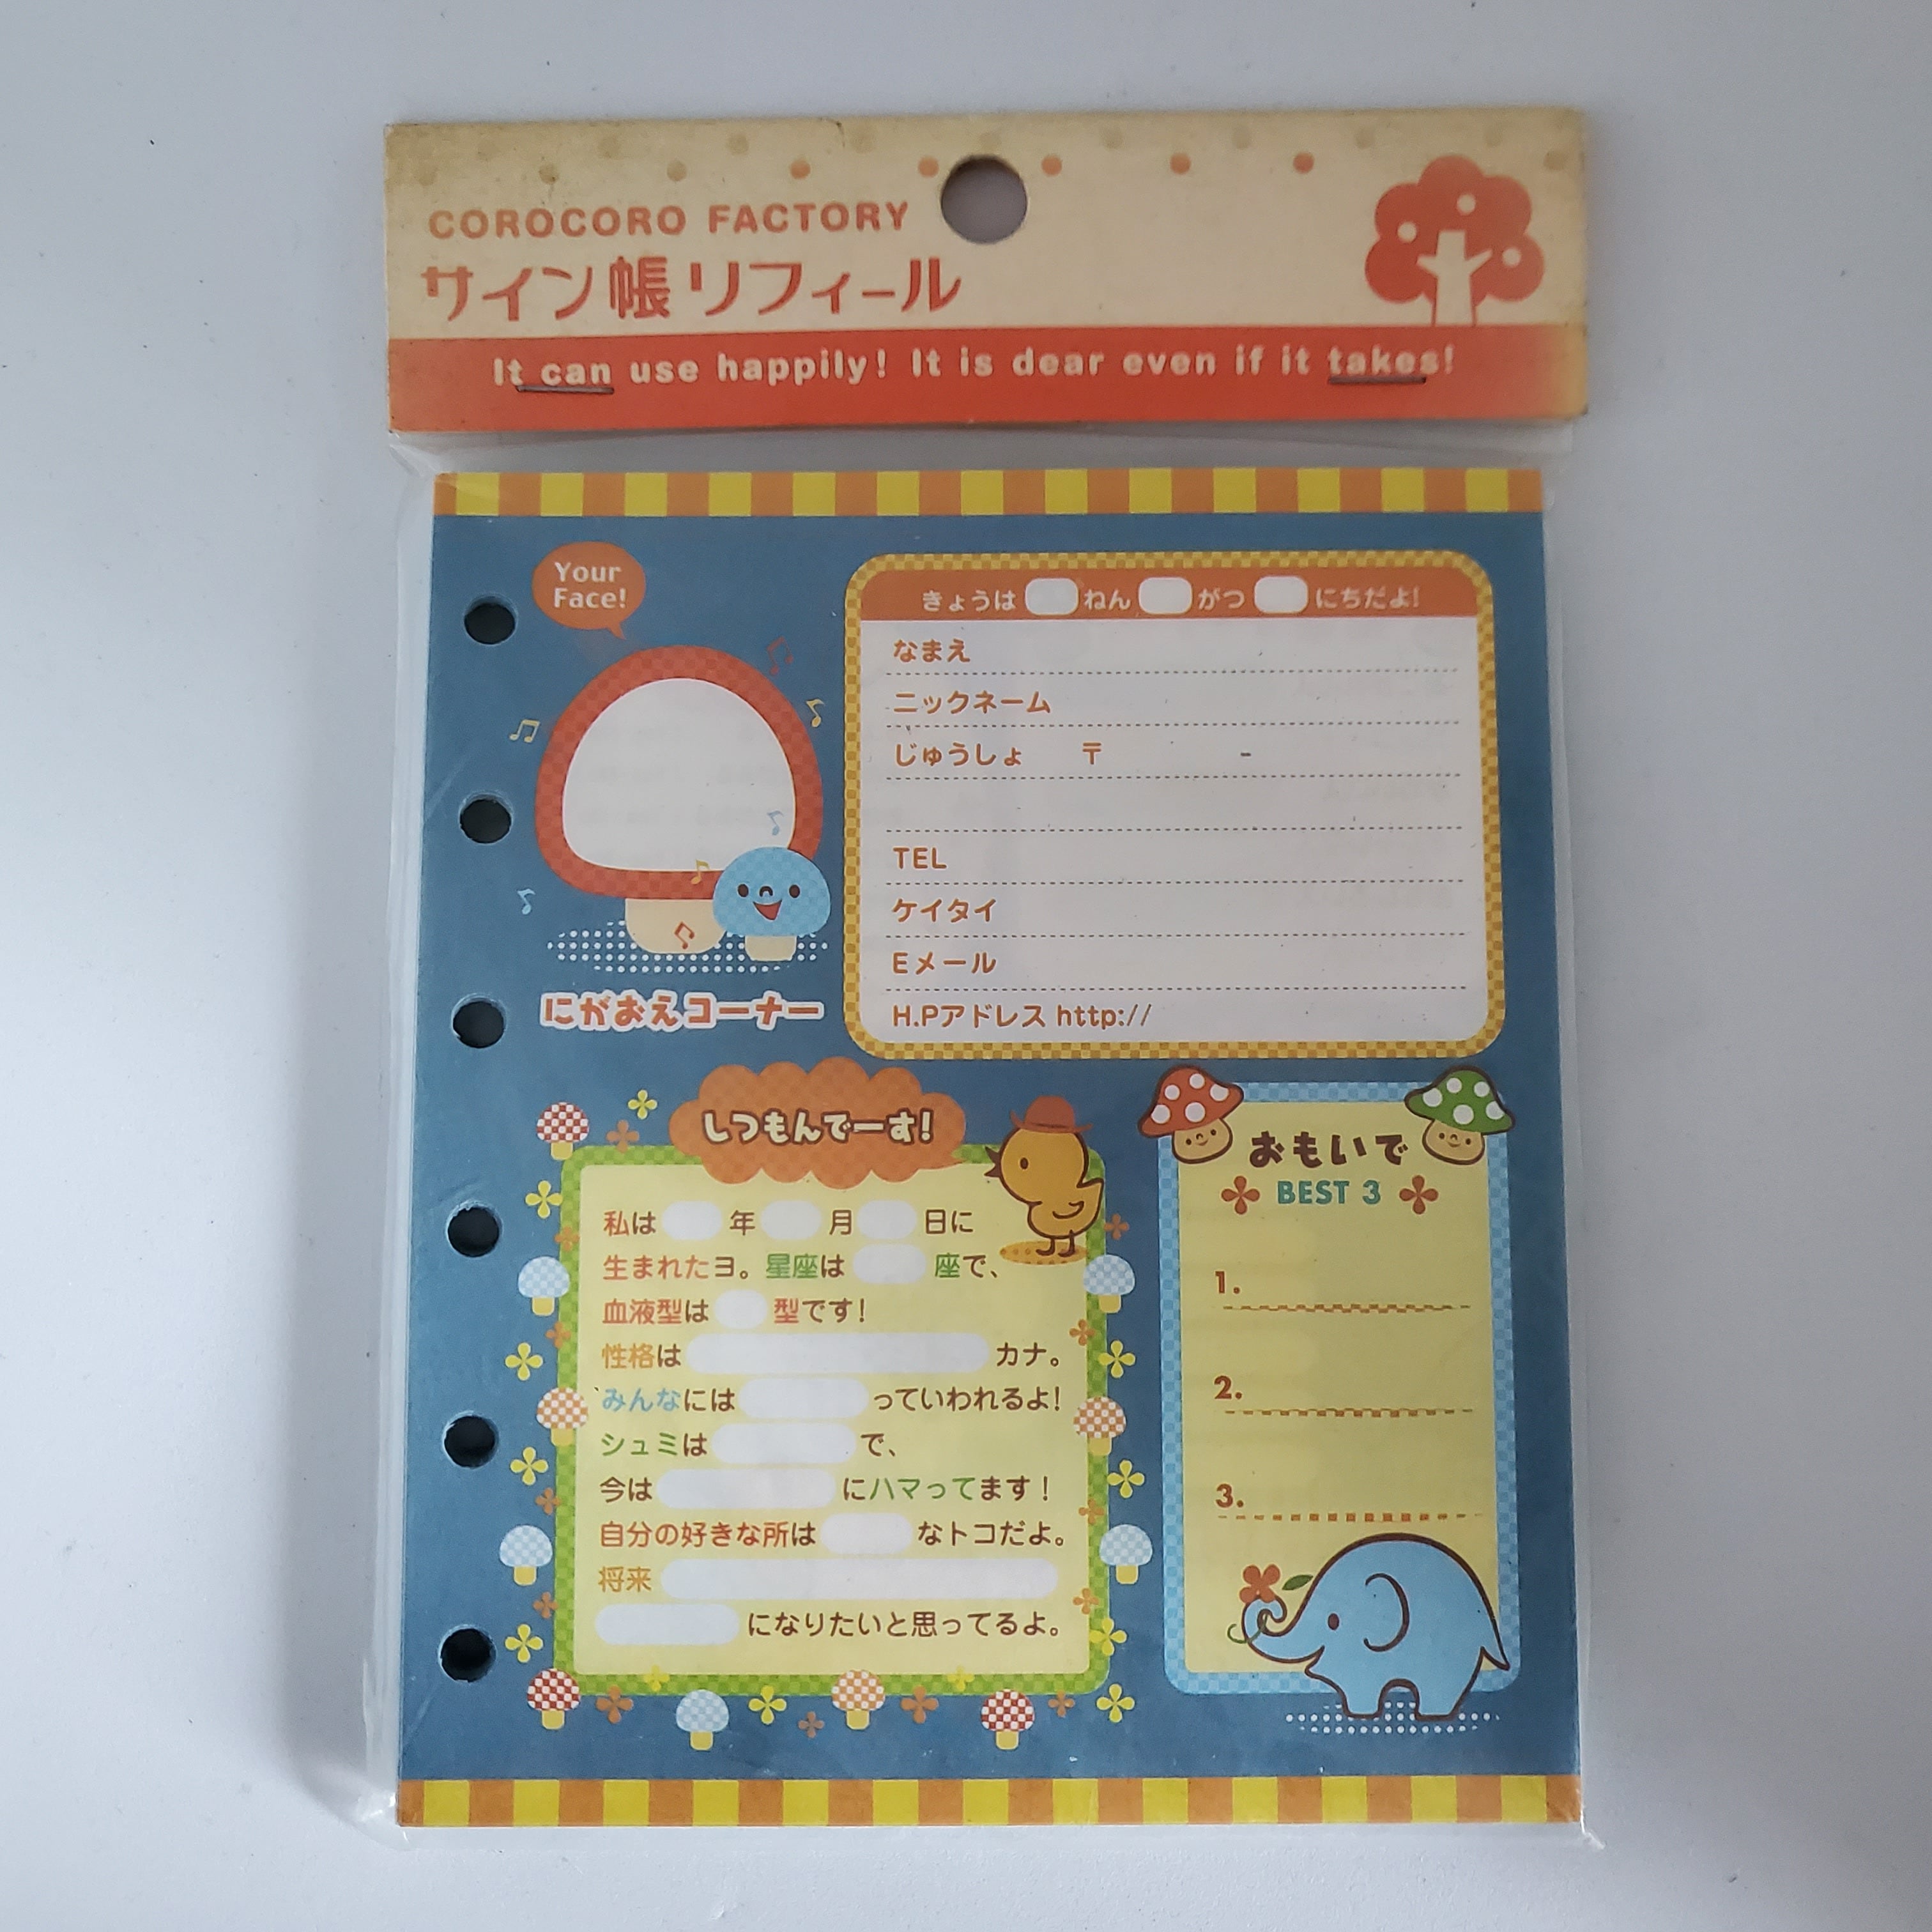 COROCORO FACTORY
サイン帳リフィール
It can use happily! It is dear even if it takes!
Your
Face!
にがおえコーナー
きょうは ねん がつ にちだよ!
なまえ
ニックネーム
じゅうしょ 〒 -
TEL
ケイタイ
Eメール
H.Pアドレス http://
しつもんでーす!
私は 年 月 日に
生まれたヨ。星座は 座で、
血液型は 型です!
性格は カナ。
みんなには っていわれるよ!
シュミは で、
今は にハマってます!
自分の好きな所は なトコだよ。
将来
になりたいと思ってるよ。
おもいで
BEST 3
1.
2.
3.